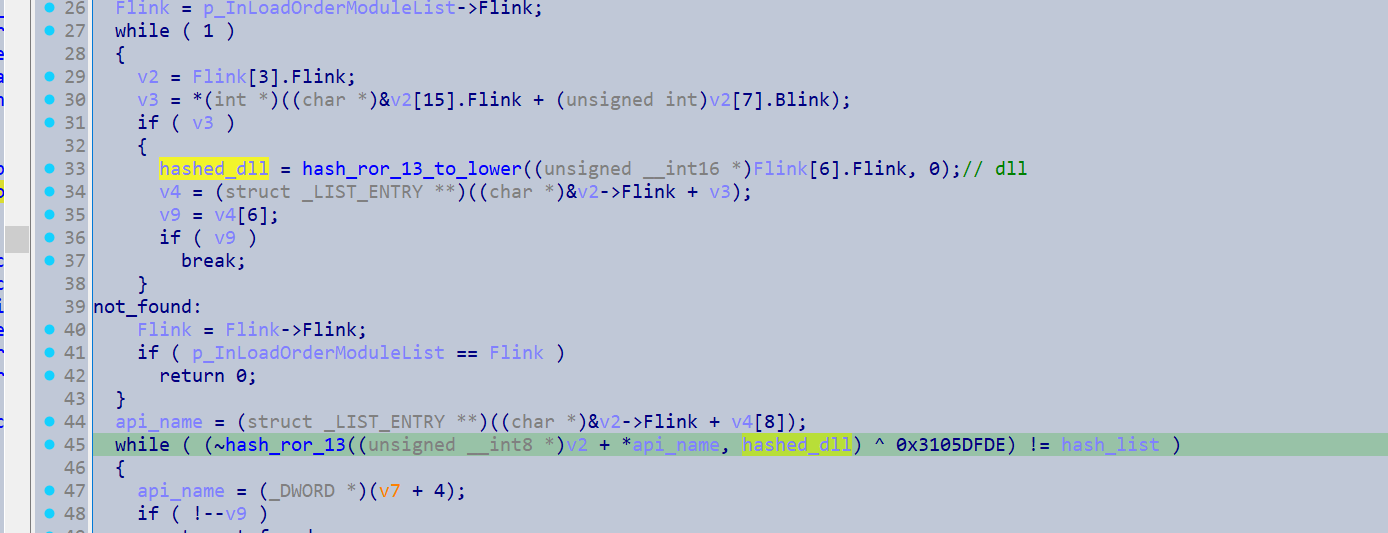 26 Flink = p_InLoadOrderModuleList->Flink;
27 while ( 1 )
28 {
29 v2 = Flink[3].Flink;
30 v3 = *(int *)((char *)&v2[15].Flink + (unsigned int)v2[7].Blink);
31 if ( v3 )
32 {
33 hashed_dll = hash_ror_13_to_lower((unsigned __int16 *)Flink[6].Flink, 0);// dll
34 v4 = (struct _LIST_ENTRY **)((char *)&v2->Flink + v3);
35 v9 = v4[6];
36 if ( v9 )
37 break;
38 }
39 not_found:
40 Flink = Flink->Flink;
41 if ( p_InLoadOrderModuleList == Flink )
42 return 0;
43 }
44 api_name = (struct _LIST_ENTRY **)((char *)&v2->Flink + v4[8]);
45 while ( (~hash_ror_13((unsigned __int8 *)v2 + *api_name, hashed_dll) ^ 0x3105DFDE) != hash_list )
46 {
47 api_name = (_DWORD *)(v7 + 4);
48 if ( !--v9 )